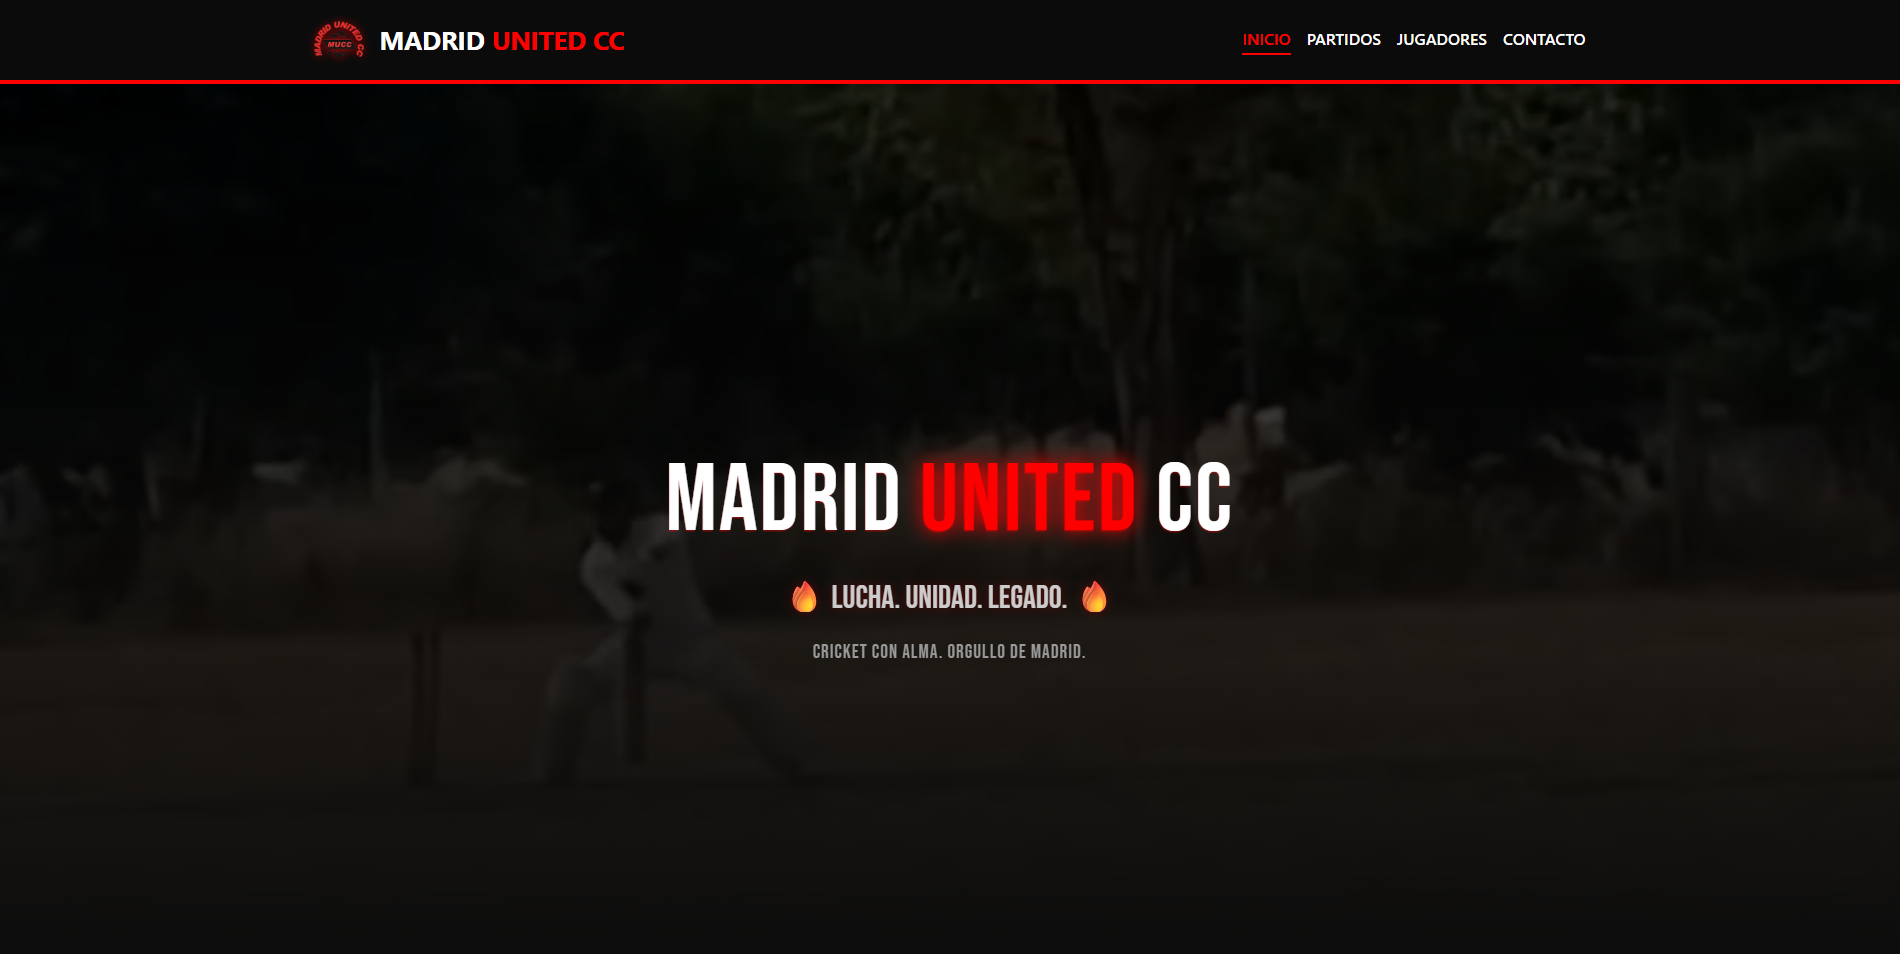 MADRID UNITED CC
MUCC
MADRID UNITED CC
INICIO PARTIDOS JUGADORES CONTACTO
MADRID UNITED CC
🔥 LUCHA. UNIDAD. LEGADO. 🔥
CRICKET CON ALMA. ORGULLO DE MADRID.